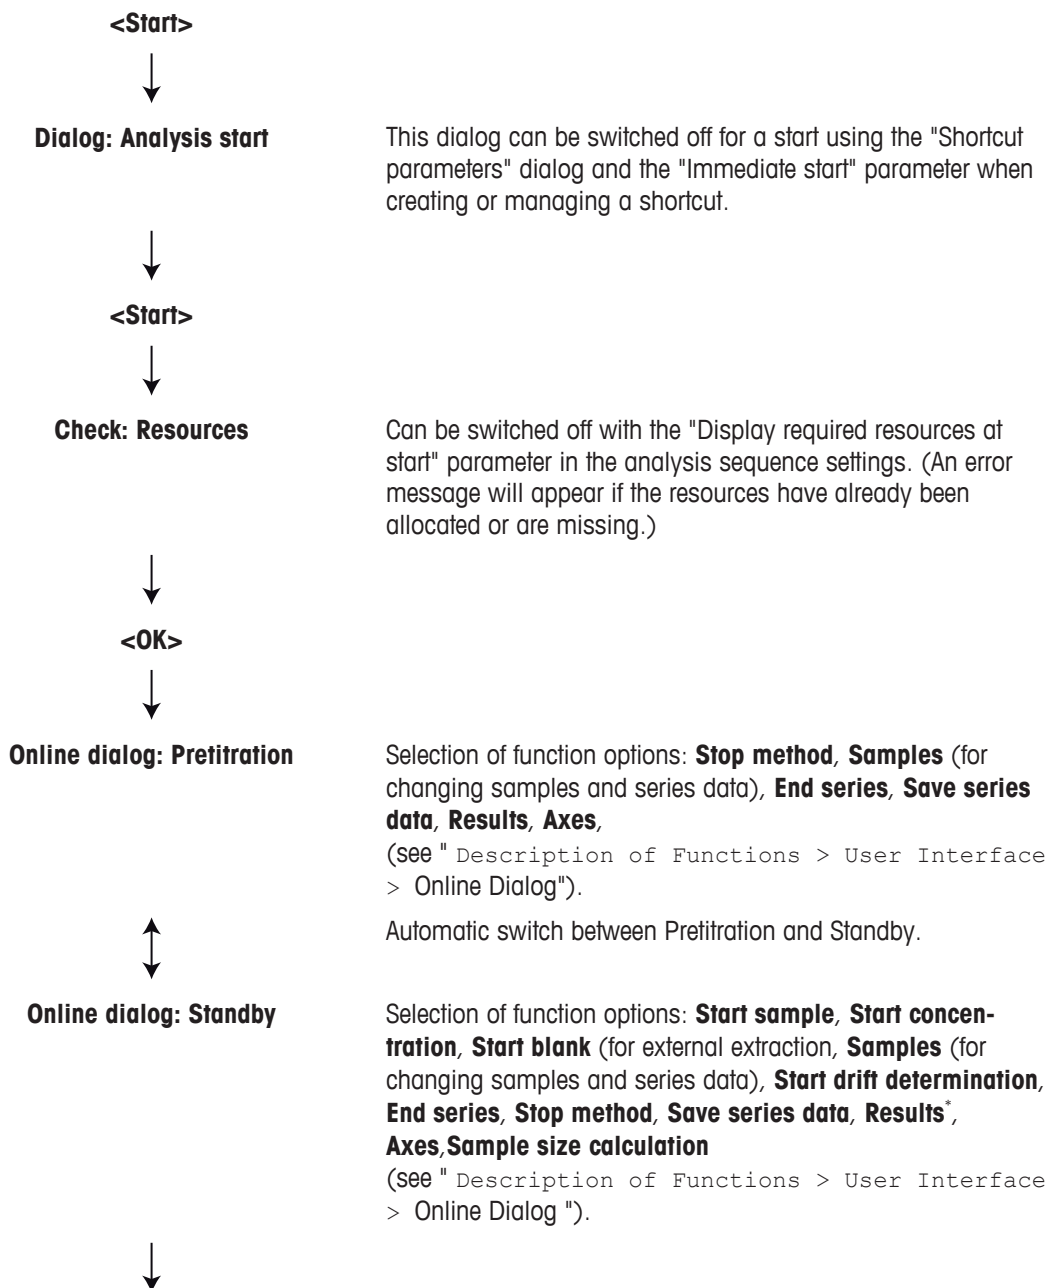 <Start>
Dialog: Analysis start
This dialog can be switched off for a start using the "Shortcut
parameters" dialog and the "Immediate start" parameter when
creating or managing a shortcut.
<Start>
Check: Resources
Can be switched off with the "Display required resources at
start" parameter in the analysis sequence settings. (An error
message will appear if the resources have already been
allocated or are missing.)
<OK>
Online dialog: Pretitration
Selection of function options: Stop method, Samples (for
changing samples and series data), End series, Save series
data, Results, Axes,
(see " Description of Functions > User Interface
> Online Dialog").
Automatic switch between Pretitration and Standby.
Online dialog: Standby
Selection of function options: Start sample, Start concen-
tration, Start blank (for external extraction, Samples (for
changing samples and series data), Start drift determination,
End series, Stop method, Save series data, Results*,
Axes,Sample size calculation
(see " Description of Functions > User Interface
> Online Dialog ").